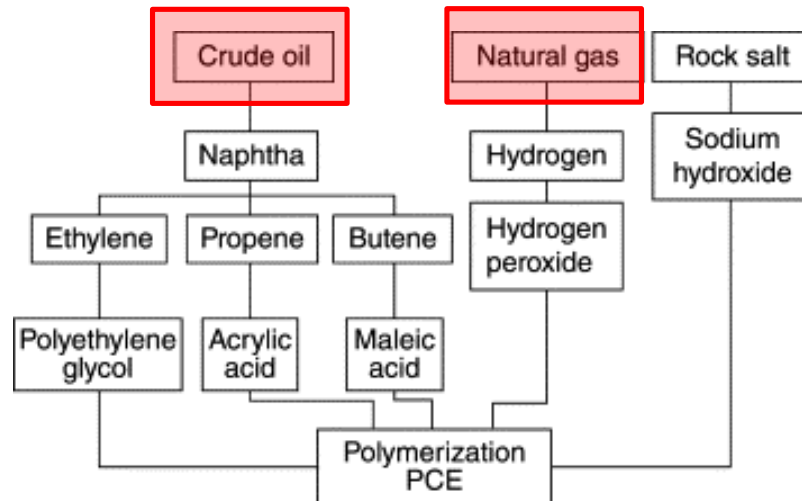 Crude oil
Natural gas
Rock salt
Naphtha
Hydrogen
Sodium
hydroxide
Ethylene
Propene
Butene
Hydrogen
peroxide
Polyethylene
glycol
Acrylic
acid
Maleic
acid
Polymerization
PCE